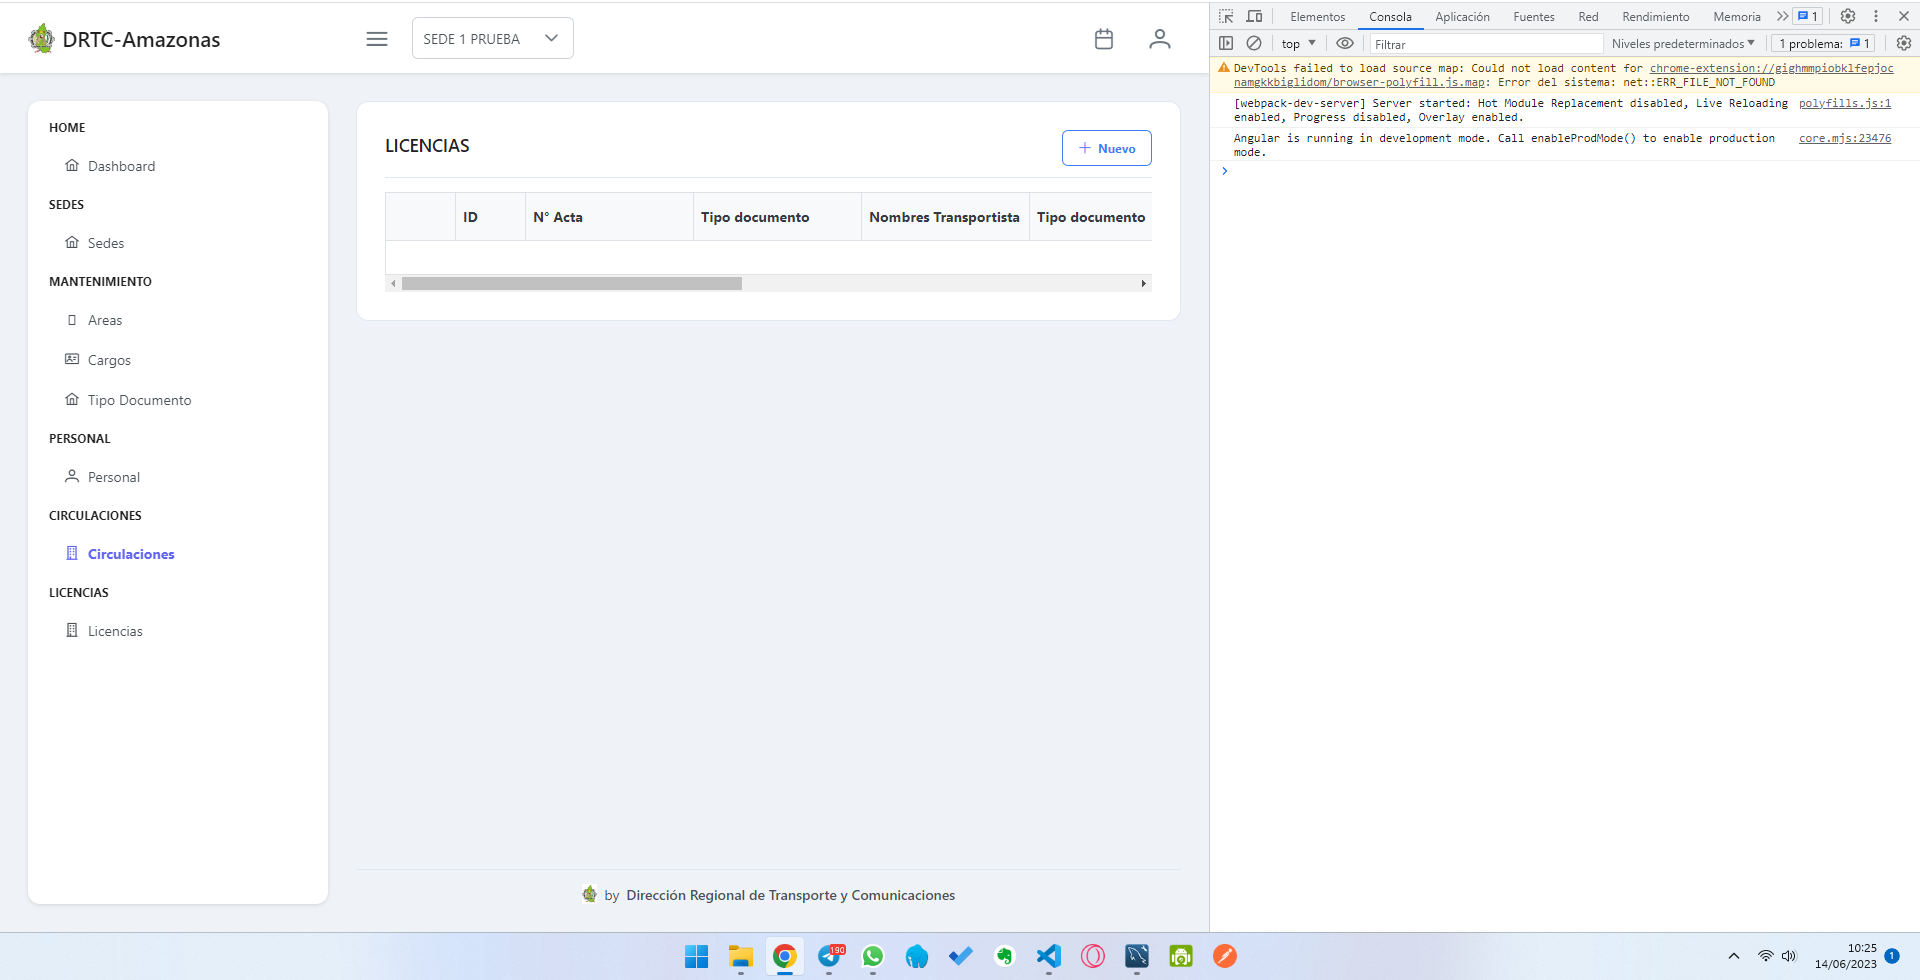 DRTC-Amazonas
SEDE 1 PRUEBA
HOME
Dashboard
SEDES
Sedes
MANTENIMIENTO
Areas
Cargos
Tipo Documento
PERSONAL
Personal
CIRCULACIONES
Circulaciones
LICENCIAS
Licencias
LICENCIAS
Nuevo
ID N° Acta Tipo documento Nombres Transportista Tipo documento
by Dirección Regional de Transporte y Comunicaciones
Elementos Consola Aplicación Fuentes Red Rendimiento Memoria 1
top Filtrar Niveles predeterminados 1 problema: 1
DevTools failed to load source map: Could not load content for chrome-extension://gighmmpiobklfepjoc
namgkkbiglidom/browser-polyfill.js.map: Error del sistema: net::ERR_FILE_NOT_FOUND
[webpack-dev-server] Server started: Hot Module Replacement disabled, Live Reloading polyfills.js:1
enabled, Progress disabled, Overlay enabled.
Angular is running in development mode. Call enableProdMode() to enable production core.mjs:23476
mode.
190
10:25
14/06/2023
1